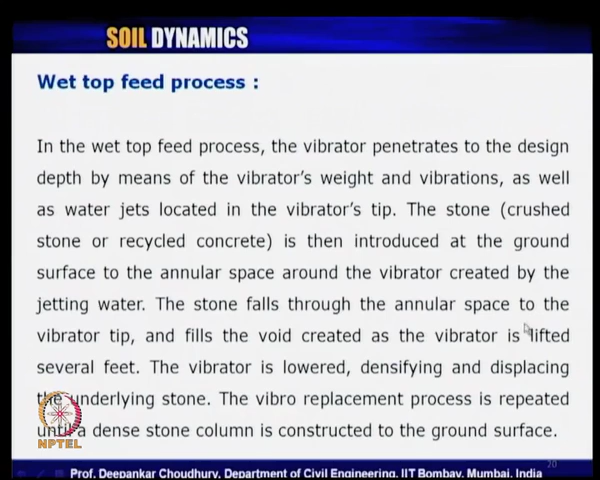 SOIL DYNAMICS
Wet top feed process :
In the wet top feed process, the vibrator penetrates to the design
depth by means of the vibrator's weight and vibrations, as well
as water jets located in the vibrator's tip. The stone (crushed
stone or recycled concrete) is then introduced at the ground
surface to the annular space around the vibrator created by the
jetting water. The stone falls through the annular space to the
vibrator tip, and fills the void created as the vibrator is lifted
several feet. The vibrator is lowered, densifying and displacing
the underlying stone. The vibro replacement process is repeated
until a dense stone column is constructed to the ground surface.
NPTEL
20
Prof. Deepankar Choudhury, Department of Civil Engineering, IIT Bombay, Mumbai, India